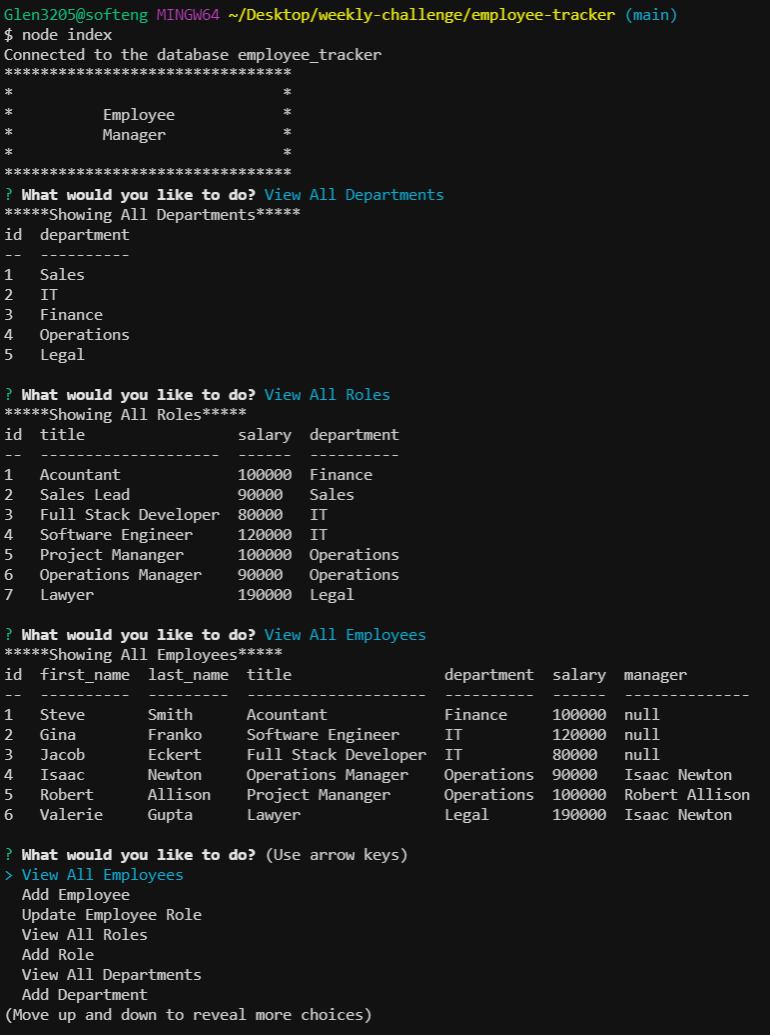 Glen3205@softeng MINGW64 ~/Desktop/weekly-challenge/employee-tracker (main)
$ node index
Connected to the database employee_tracker
********************************
*                              *
*          Employee            *
*          Manager             *
*                              *
********************************
? What would you like to do? View All Departments
*****Showing All Departments*****
id  department
--  ----------
1   Sales
2   IT
3   Finance
4   Operations
5   Legal

? What would you like to do? View All Roles
*****Showing All Roles*****
id  title                 salary  department
--  --------------------  ------  ----------
1   Acountant             100000  Finance
2   Sales Lead            90000   Sales
3   Full Stack Developer  80000   IT
4   Software Engineer     120000  IT
5   Project Mananger      100000  Operations
6   Operations Manager    90000   Operations
7   Lawyer                190000  Legal

? What would you like to do? View All Employees
*****Showing All Employees*****
id  first_name  last_name  title                 department  salary  manager
--  ----------  ---------  --------------------  ----------  ------  --------------
1   Steve       Smith      Acountant             Finance     100000  null
2   Gina        Franko     Software Engineer     IT          120000  null
3   Jacob       Eckert     Full Stack Developer  IT          80000   null
4   Isaac       Newton     Operations Manager    Operations  90000   Isaac Newton
5   Robert      Allison    Project Mananger      Operations  100000  Robert Allison
6   Valerie     Gupta      Lawyer                Legal       190000  Isaac Newton

? What would you like to do? (Use arrow keys)
> View All Employees
  Add Employee
  Update Employee Role
  View All Roles
  Add Role
  View All Departments
  Add Department
(Move up and down to reveal more choices)